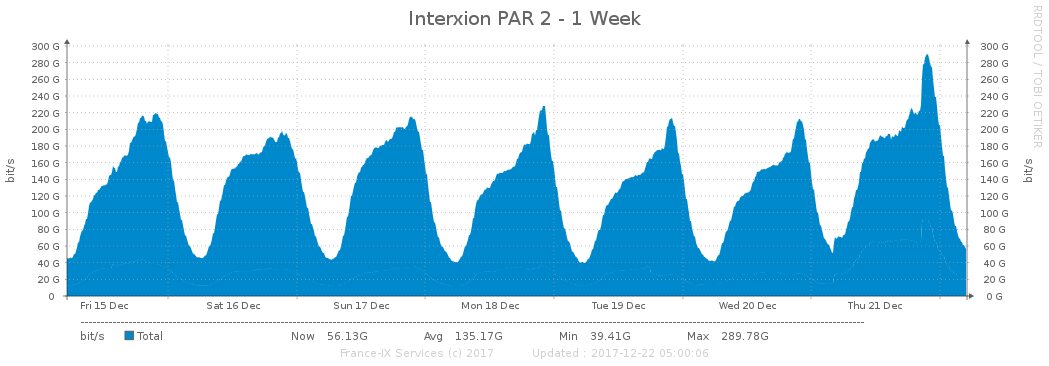 Interxion PAR 2 - 1 Week
RRDTOOL / TOBI OETIKER
bit/s
300 G
280 G
260 G
240 G
220 G
200 G
180 G
160 G
140 G
120 G
100 G
80 G
60 G
40 G
20 G
0
300 G
280 G
260 G
240 G
220 G
200 G
180 G
160 G
140 G
120 G
100 G
80 G
60 G
40 G
20 G
0 G
bit/s
Fri 15 Dec Sat 16 Dec Sun 17 Dec Mon 18 Dec Tue 19 Dec Wed 20 Dec Thu 21 Dec
bit/s Total Now 56.13G Avg 135.17G Min 39.41G Max 289.78G
France-IX Services (c) 2017 Updated : 2017-12-22 05:00:06